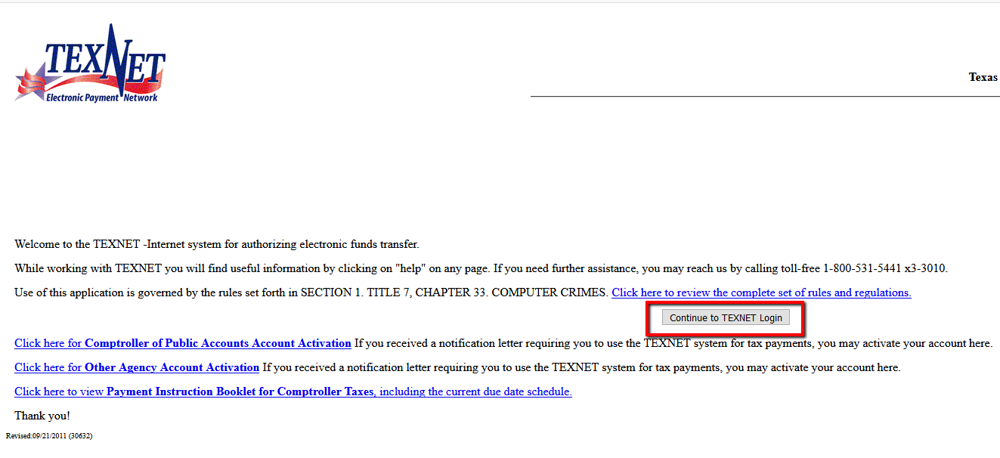 TEXNET
Electronic Payment Network
Texas
Welcome to the TEXNET -Internet system for authorizing electronic funds transfer.
While working with TEXNET you will find useful information by clicking on "help" on any page. If you need further assistance, you may reach us by calling toll-free 1-800-531-5441 x3-3010.
Use of this application is governed by the rules set forth in SECTION 1. TITLE 7, CHAPTER 33. COMPUTER CRIMES. Click here to review the complete set of rules and regulations.
Continue to TEXNET Login
Click here for Comptroller of Public Accounts Account Activation If you received a notification letter requiring you to use the TEXNET system for tax payments, you may activate your account here.
Click here for Other Agency Account Activation If you received a notification letter requiring you to use the TEXNET system for tax payments, you may activate your account here.
Click here to view Payment Instruction Booklet for Comptroller Taxes, including the current due date schedule.
Thank you!
Revised:09/21/2011 (30632)